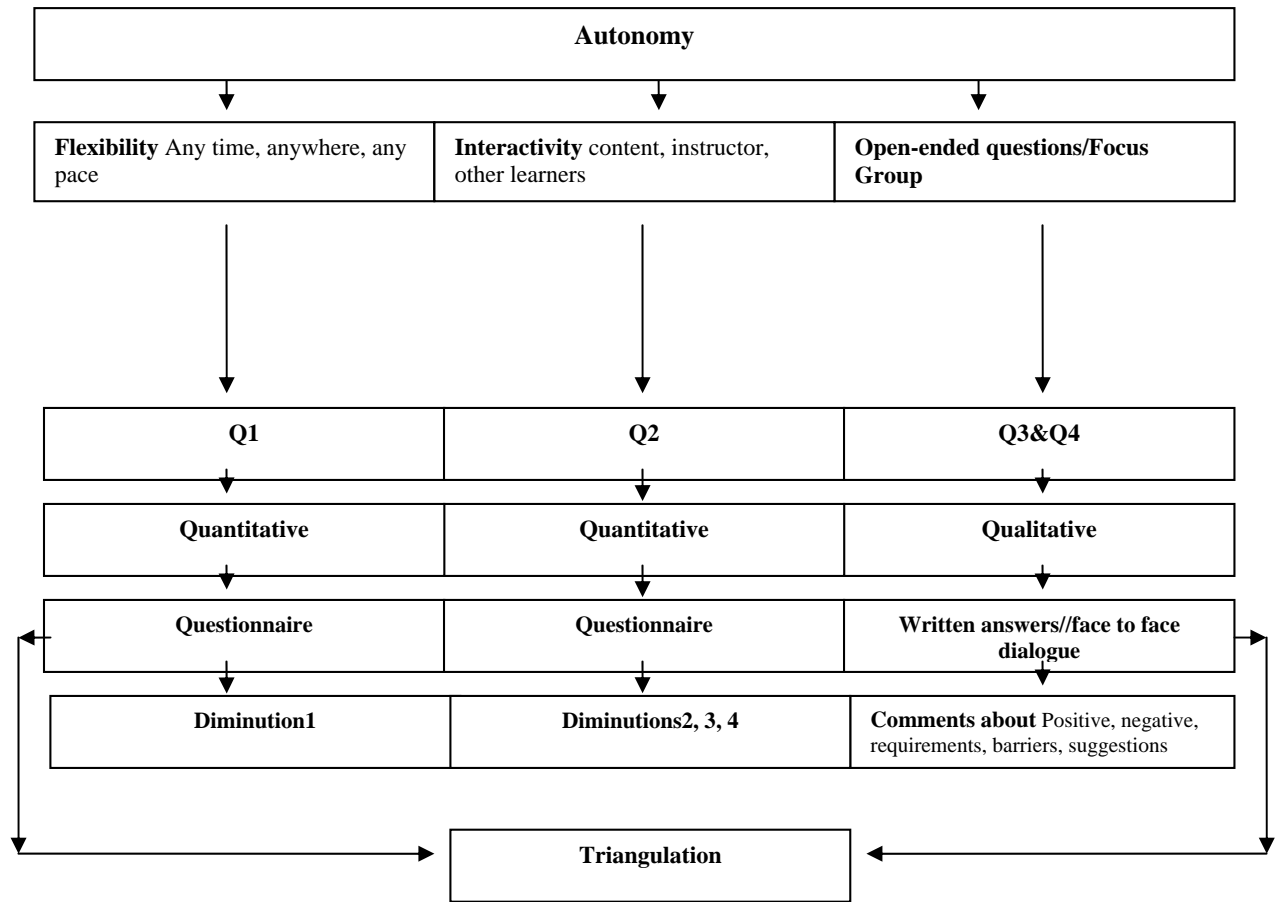 Autonomy
Flexibility Any time, anywhere, any
pace
Interactivity content, instructor,
other learners
Open-ended questions/Focus
Group
Q1
Q2
Q3&Q4
Quantitative
Quantitative
Qualitative
Questionnaire
Questionnaire
Written answers//face to face
dialogue
Diminution1
Diminutions2, 3, 4
Comments about Positive, negative,
requirements, barriers, suggestions
Triangulation